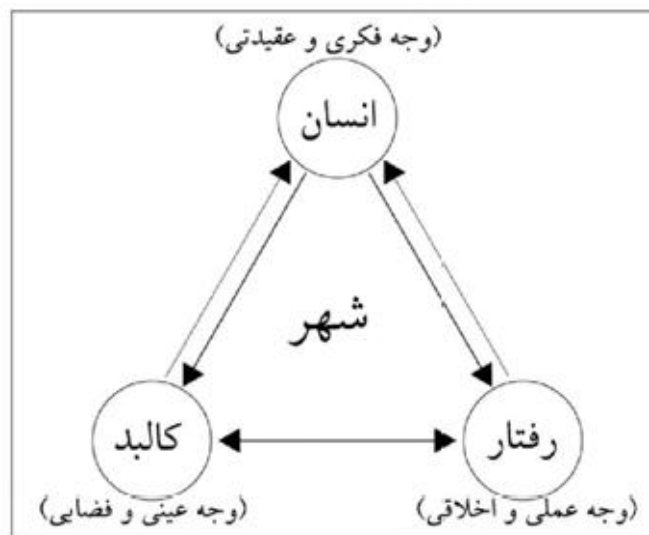 (وجه فکری و عقیدتی)
انسان
شهر
رفتار
کالبد
(وجه عملی و اخلاقی)
(وجه عینی و فضایی)